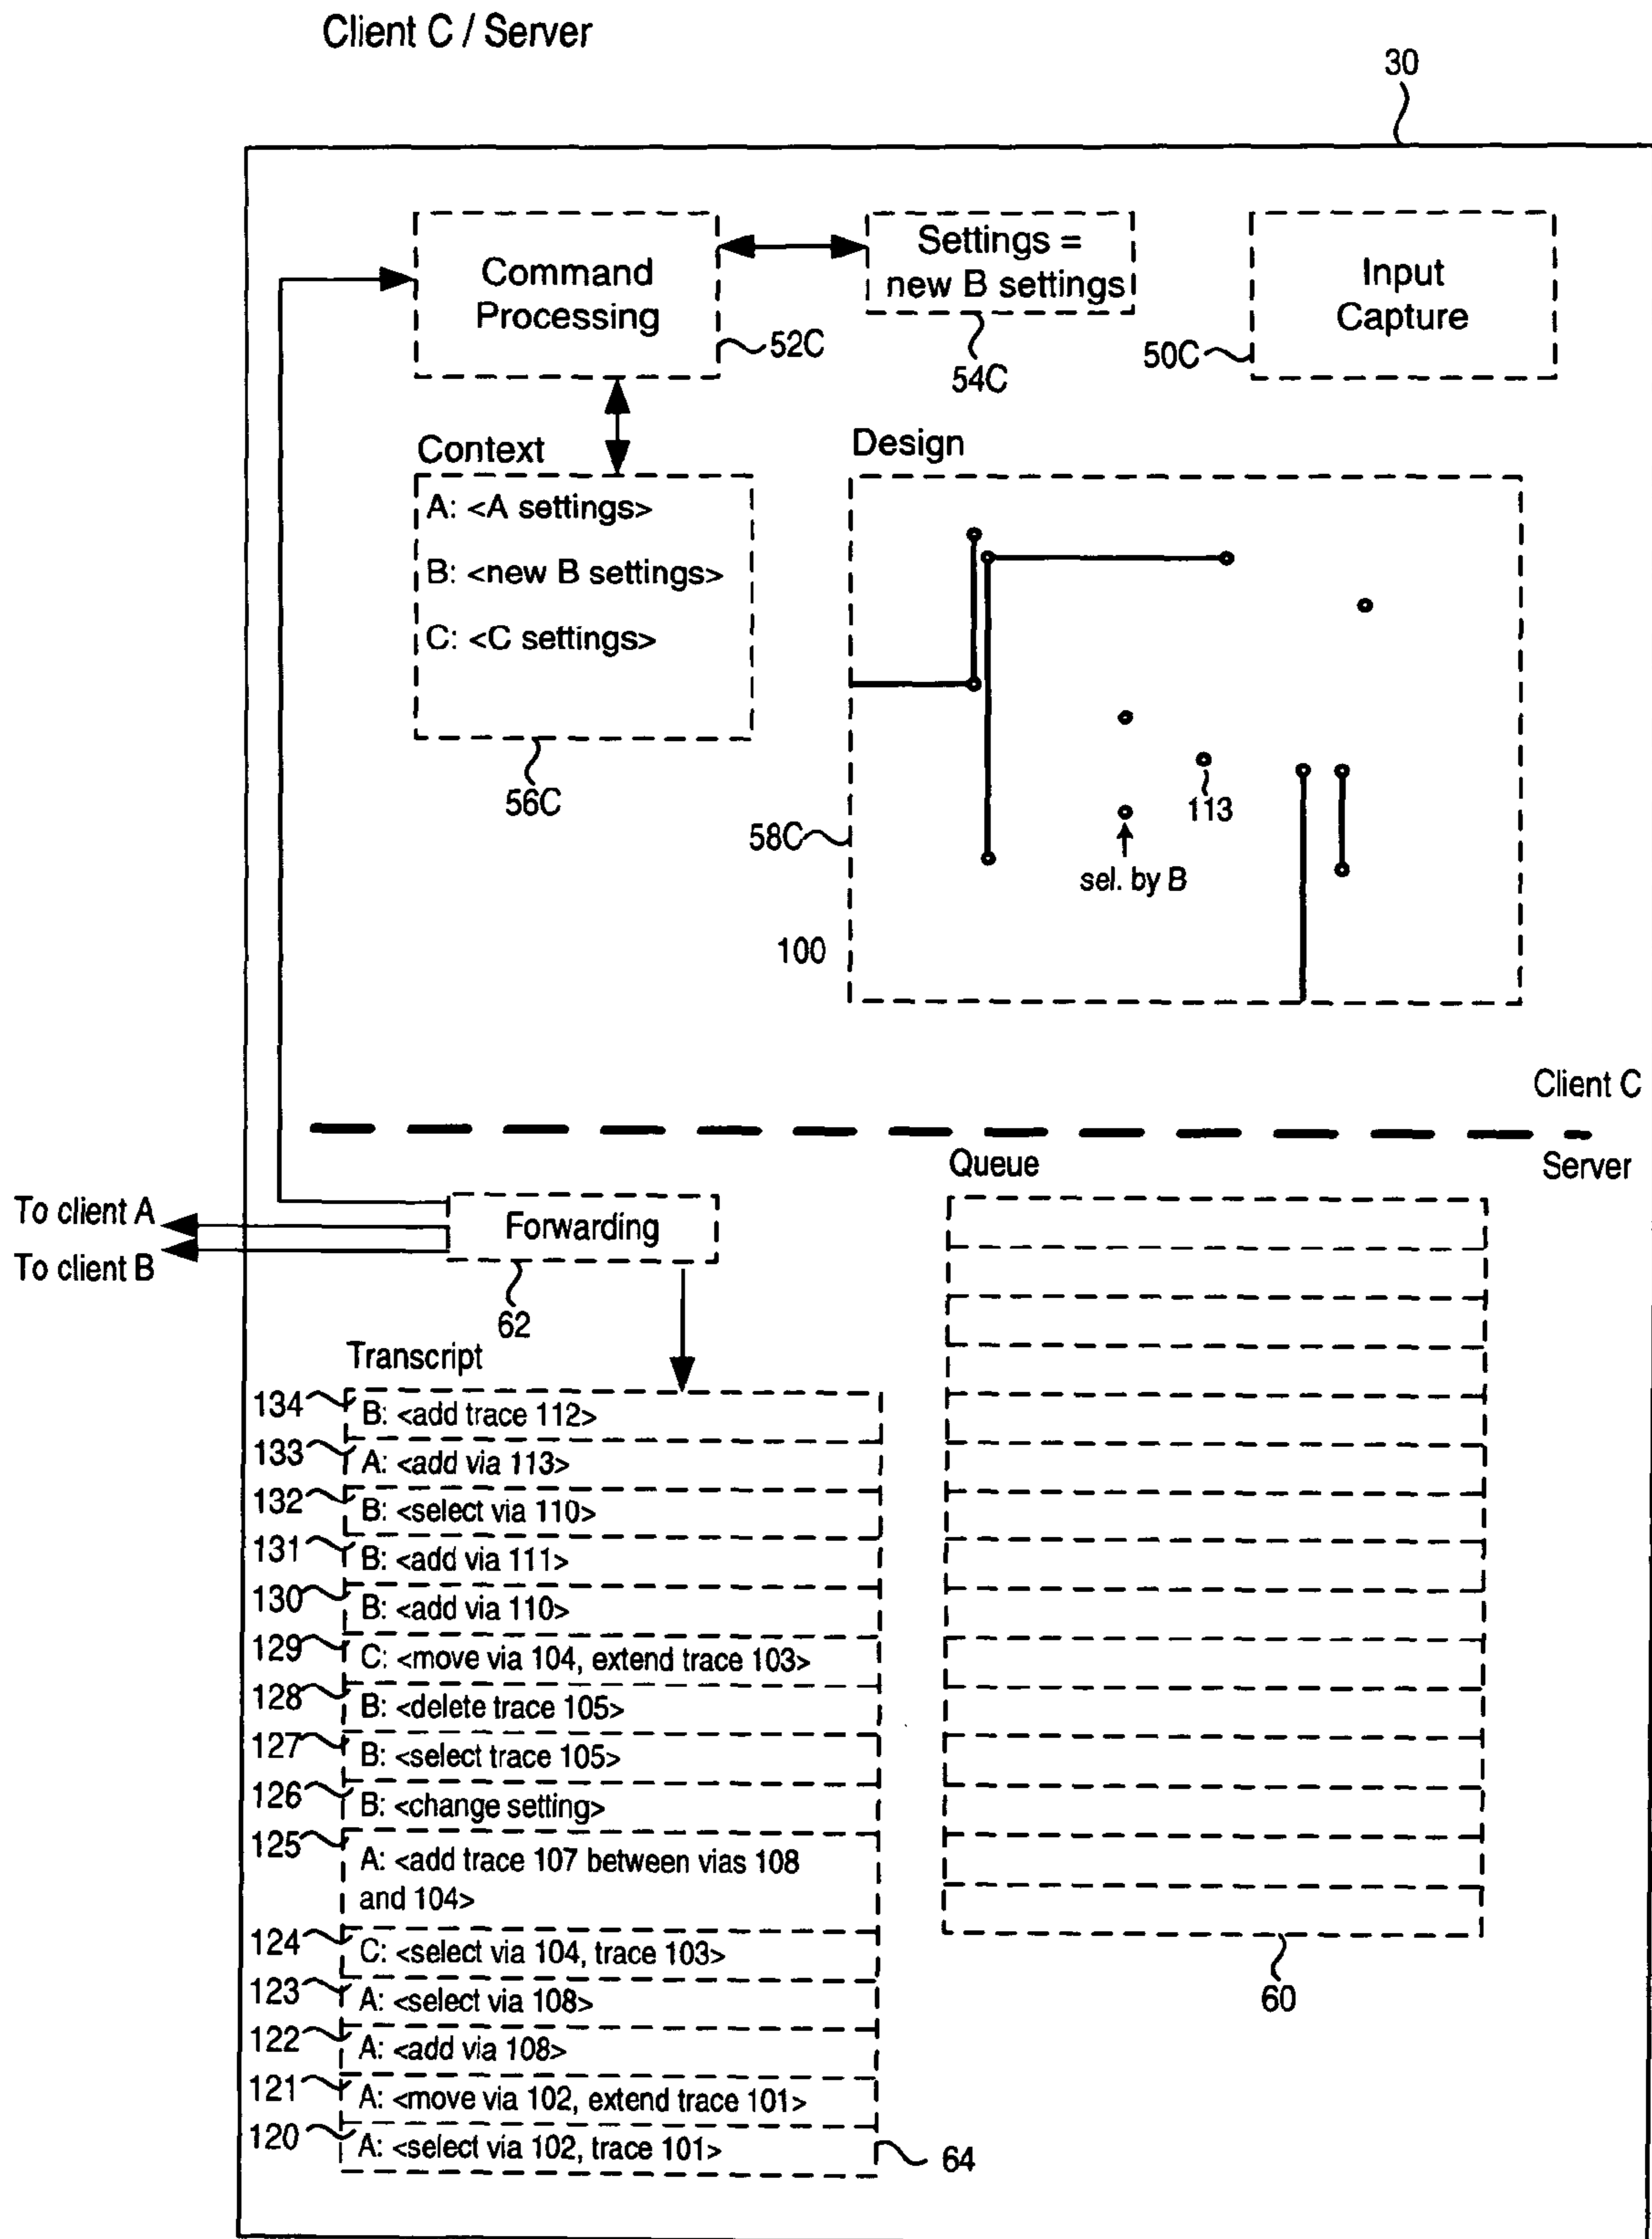 Client C / Server
30
Command
Processing
52C
Settings =
new B settings
54C
Input
Capture
50C
Context
A: <A settings>
B: <new B settings>
C: <C settings>
56C
Design
113
sel. by B
58C
100
Client C
Server
Queue
To client A
To client B
Forwarding
62
Transcript
134 B: <add trace 112>
133 A: <add via 113>
132 B: <select via 110>
131 B: <add via 111>
130 B: <add via 110>
129 C: <move via 104, extend trace 103>
128 B: <delete trace 105>
127 B: <select trace 105>
126 B: <change setting>
125 A: <add trace 107 between vias 108
and 104>
124 C: <select via 104, trace 103>
123 A: <select via 108>
122 A: <add via 108>
121 A: <move via 102, extend trace 101>
120 A: <select via 102, trace 101>
64
60